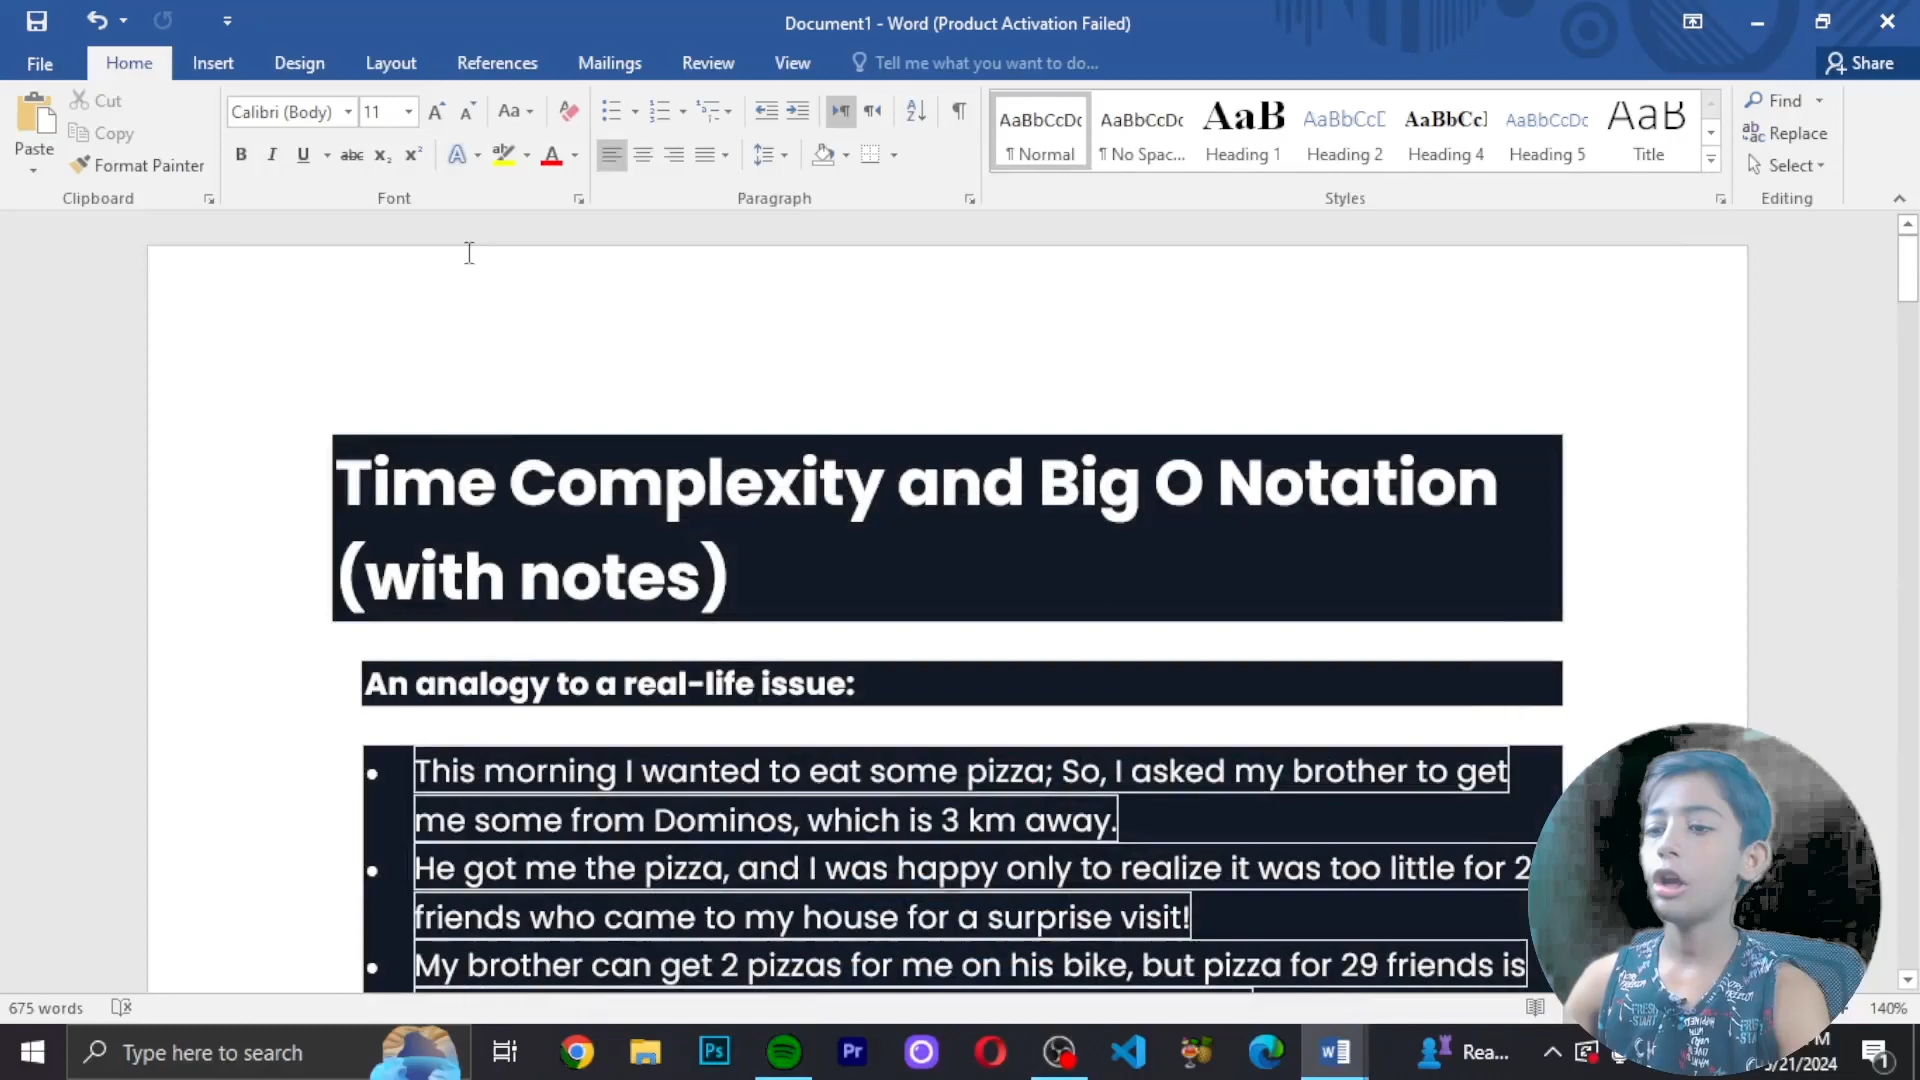 Document1 - Word (Product Activation Failed)
File Home Insert Design Layout References Mailings Review View Tell me what you want to do... Share
Paste Cut Copy Format Painter
Clipboard
Calibri (Body) 11
Font
Paragraph
AaBbCcDc AaBbCcDc AaB AaBbCcD AaBbCcI AaBbCcDc AaB
¶ Normal ¶ No Spac... Heading 1 Heading 2 Heading 4 Heading 5 Title
Styles
Find
Replace
Select
Editing
Time Complexity and Big O Notation
(with notes)
An analogy to a real-life issue:
This morning I wanted to eat some pizza; So, I asked my brother to get
me some from Dominos, which is 3 km away.
He got me the pizza, and I was happy only to realize it was too little for 2
friends who came to my house for a surprise visit!
My brother can get 2 pizzas for me on his bike, but pizza for 29 friends is
675 words 140%
Type here to search Ps Pr Rea... M
/21/2024 1